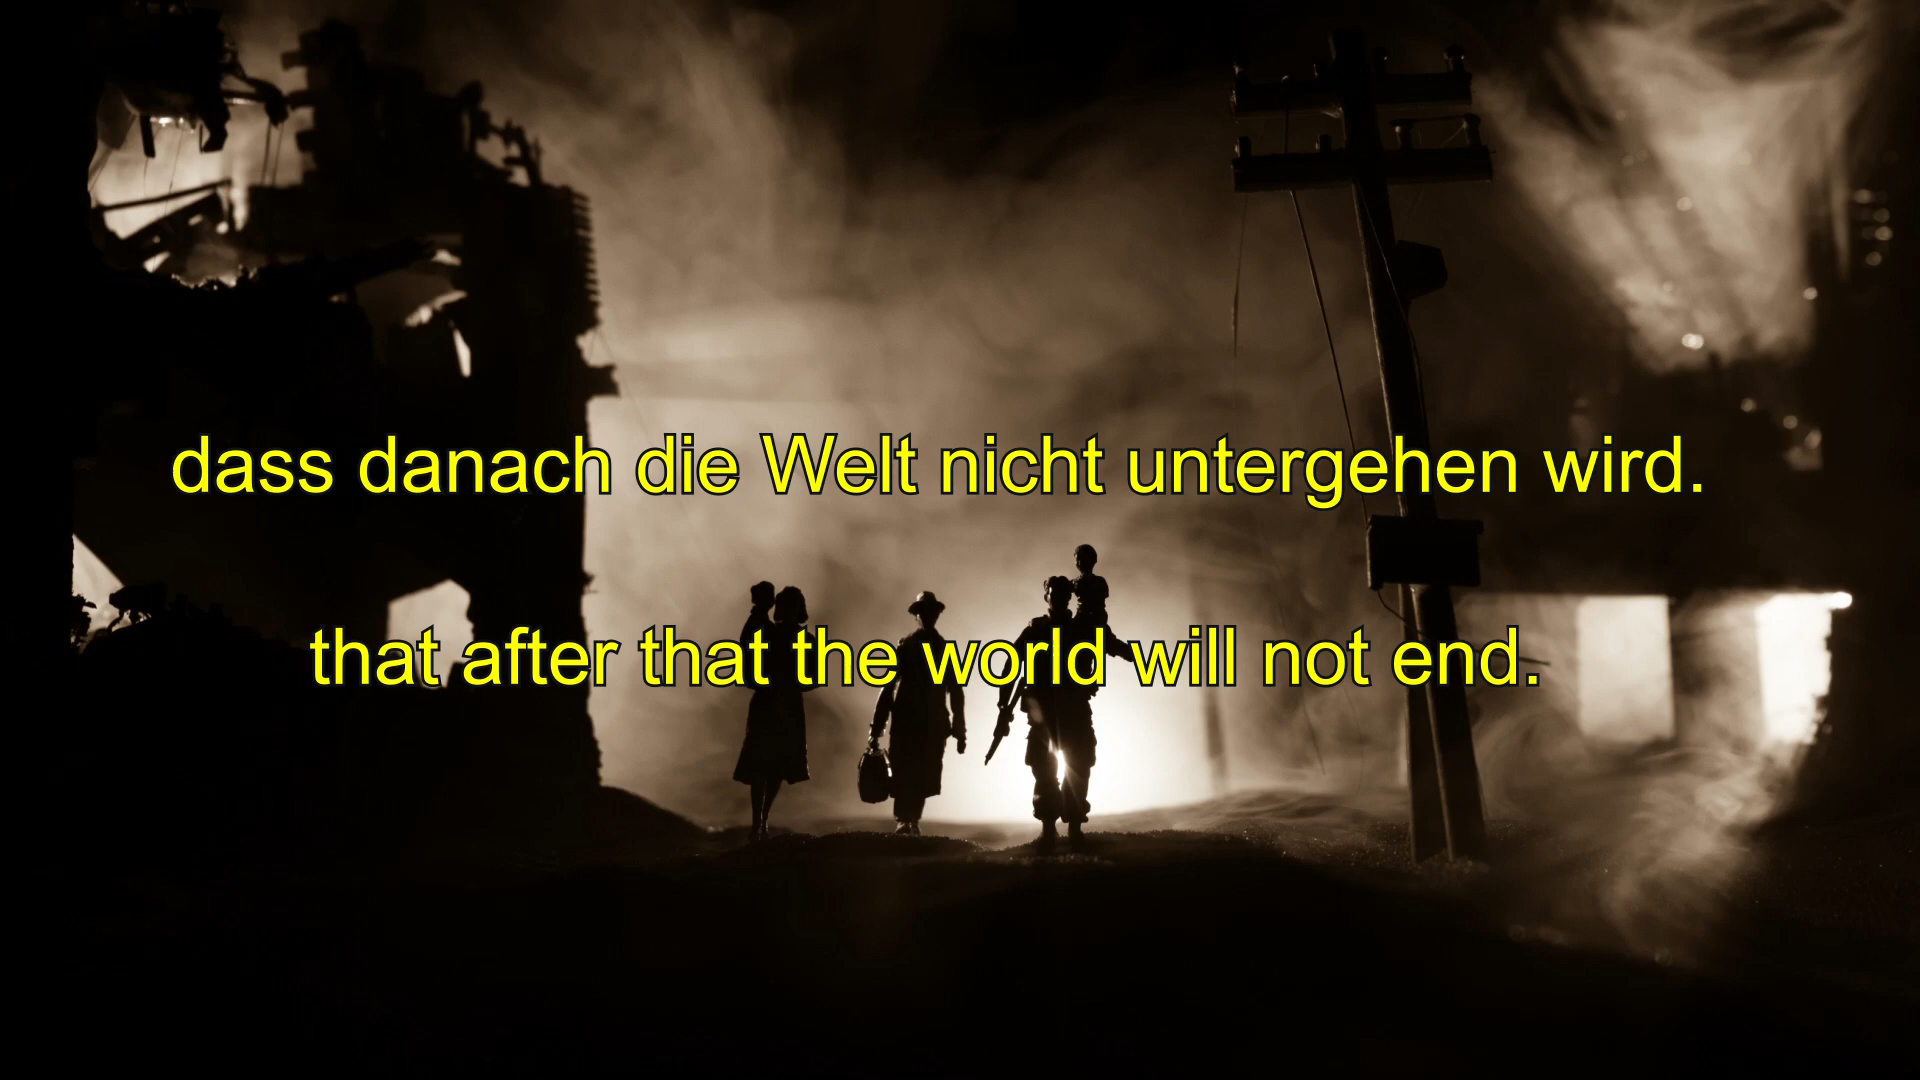 dass danach die Welt nicht untergehen wird.
that after that the world will not end.